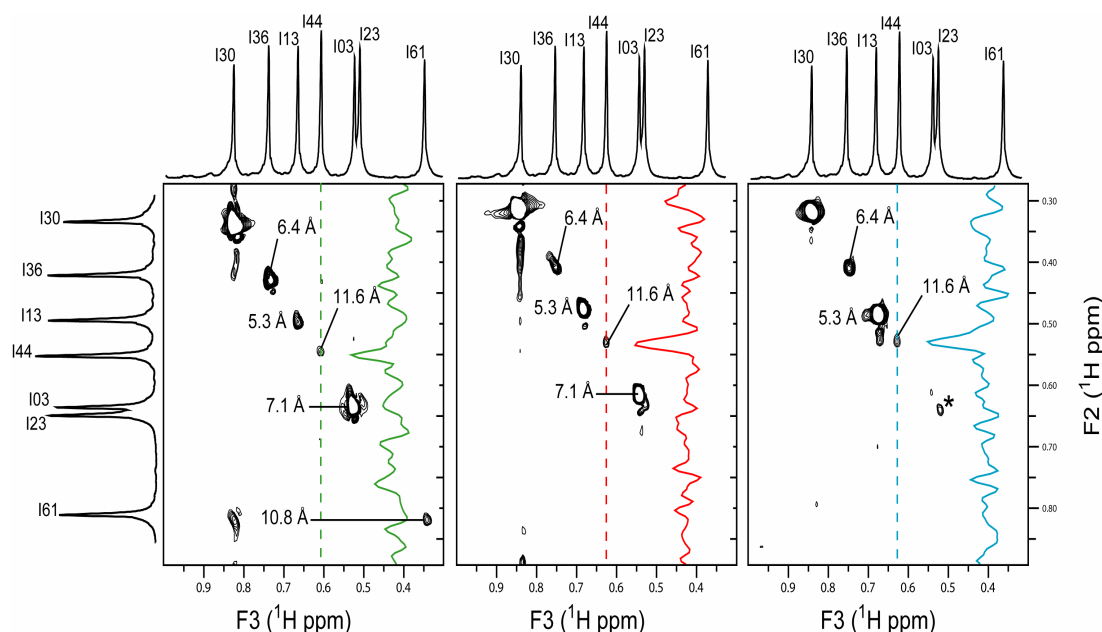 I30
I36
I13
I44
I03
I23
I61
I30
I36
I13
I44
I03
I23
I61
I30
I36
I13
I44
I03
I23
I61
I30
I36
I13
I44
I03
I23
I61
6.4 Å
5.3 Å
11.6 Å
7.1 Å
10.8 Å
6.4 Å
5.3 Å
11.6 Å
7.1 Å
6.4 Å
5.3 Å
11.6 Å
*
0.30
0.40
0.50
0.60
0.70
0.80
F2 (¹H ppm)
0.9 0.8 0.7 0.6 0.5 0.4
0.9 0.8 0.7 0.6 0.5 0.4
0.9 0.8 0.7 0.6 0.5 0.4
F3 (¹H ppm)
F3 (¹H ppm)
F3 (¹H ppm)